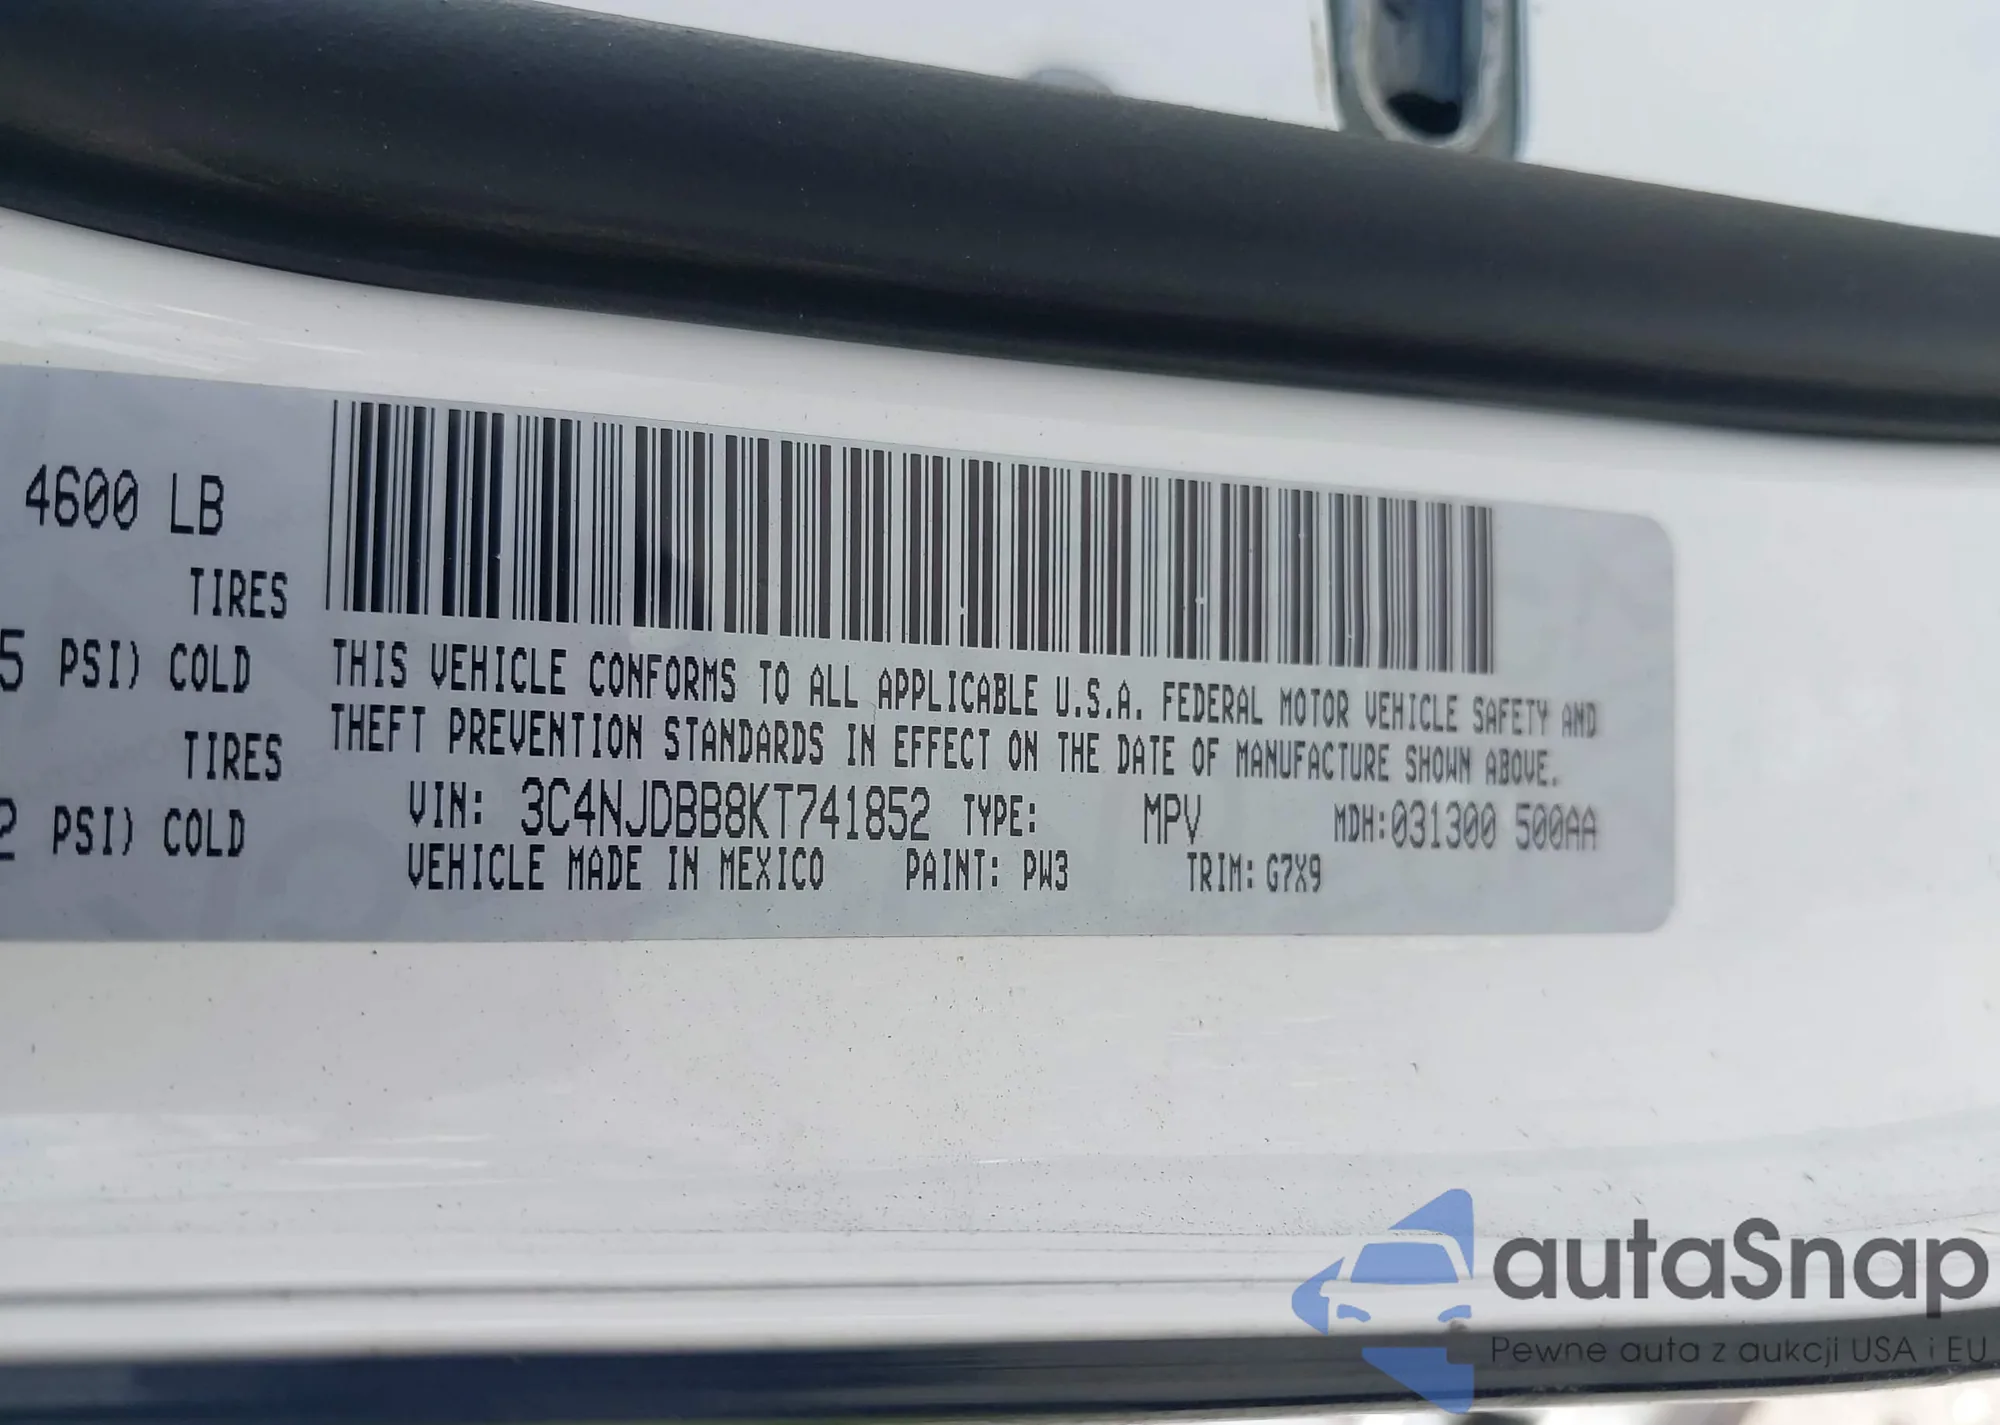 4600 LB
TIRES
5 PSI) COLD
TIRES
2 PSI) COLD
THIS VEHICLE CONFORMS TO ALL APPLICABLE U.S.A. FEDERAL MOTOR VEHICLE SAFETY AND
THEFT PREVENTION STANDARDS IN EFFECT ON THE DATE OF MANUFACTURE SHOWN ABOVE.
VIN: 3C4NJDBB8KT741852 TYPE: MPV MDH:031300 500AA
VEHICLE MADE IN MEXICO PAINT: PW3 TRIM: G7X9
autaSnap
Pewne auta z aukcji USA i EU